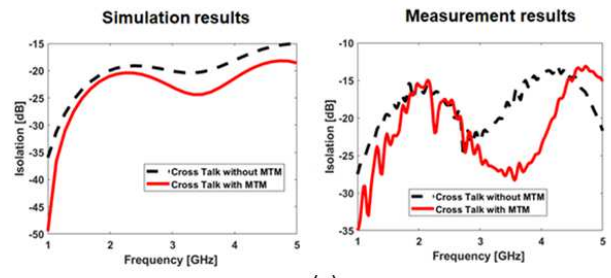 Simulation results
-15
-20
-25
-30
-35
-40
-45
-50
Isolation [dB]
Cross Talk without MTM
Cross Talk with MTM
1 2 3 4 5
Frequency [GHz]
Measurement results
-10
-15
-20
-25
-30
-35
Isolation [dB]
Cross Talk without MTM
Cross Talk with MTM
1 2 3 4 5
Frequency [GHz]